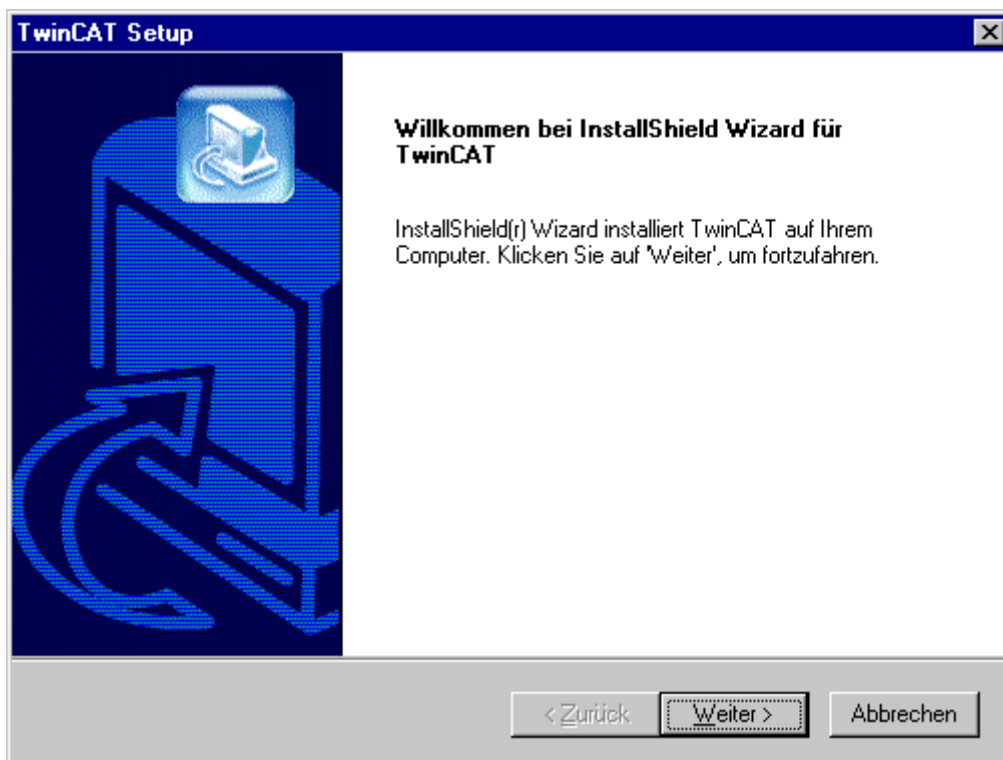 TwinCAT Setup
Willkommen bei InstallShield Wizard für
TwinCAT
InstallShield(r) Wizard installiert TwinCAT auf Ihrem
Computer. Klicken Sie auf 'Weiter', um fortzufahren.
< Zurück Weiter > Abbrechen